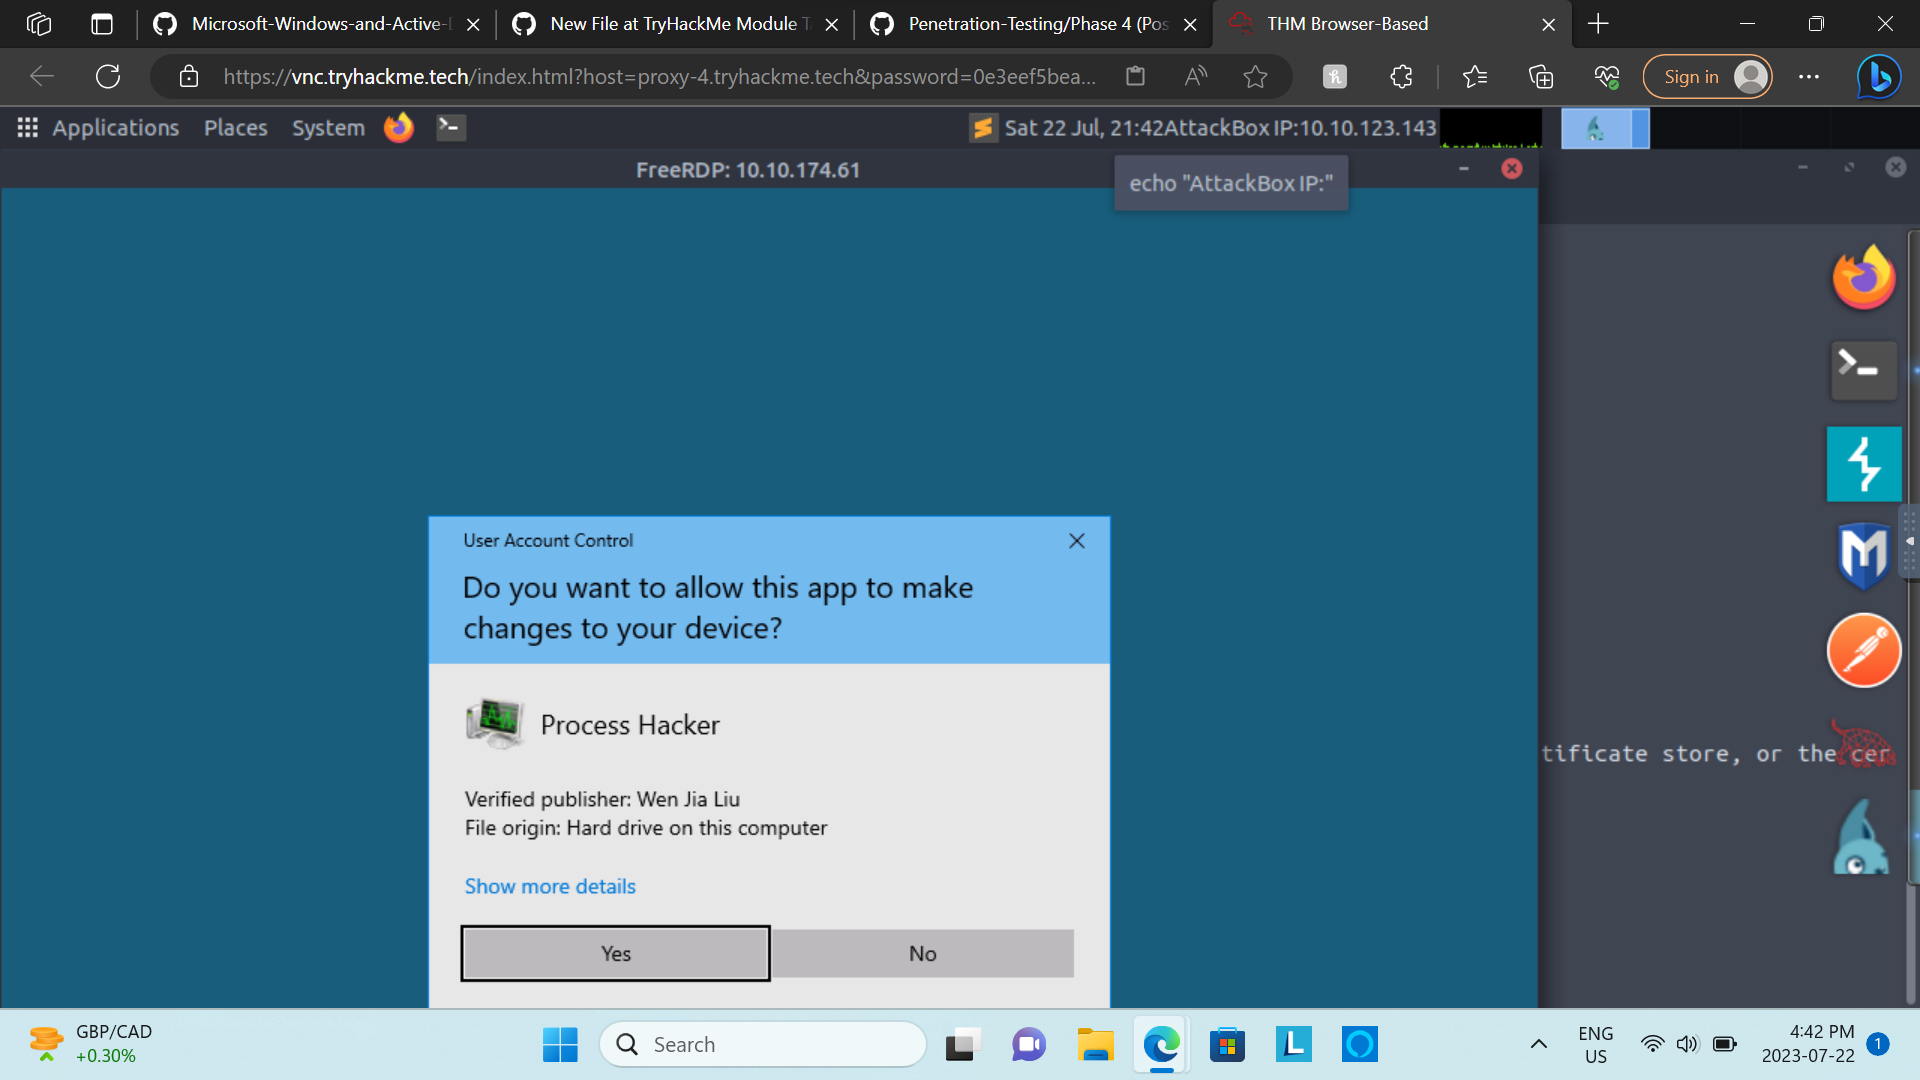 Microsoft-Windows-and-Active-D
New File at TryHackMe Module T
Penetration-Testing/Phase 4 (Pos
THM Browser-Based
https://vnc.tryhackme.tech/index.html?host=proxy-4.tryhackme.tech&password=0e3eef5bea...
Sign in
Applications Places System
Sat 22 Jul, 21:42AttackBox IP:10.10.123.143
FreeRDP: 10.10.174.61
echo "AttackBox IP:"
User Account Control
Do you want to allow this app to make
changes to your device?
Process Hacker
tificate store, or the cer
Verified publisher: Wen Jia Liu
File origin: Hard drive on this computer
Show more details
Yes
No
GBP/CAD
+0.30%
Search
ENG
US
4:42 PM
2023-07-22
1